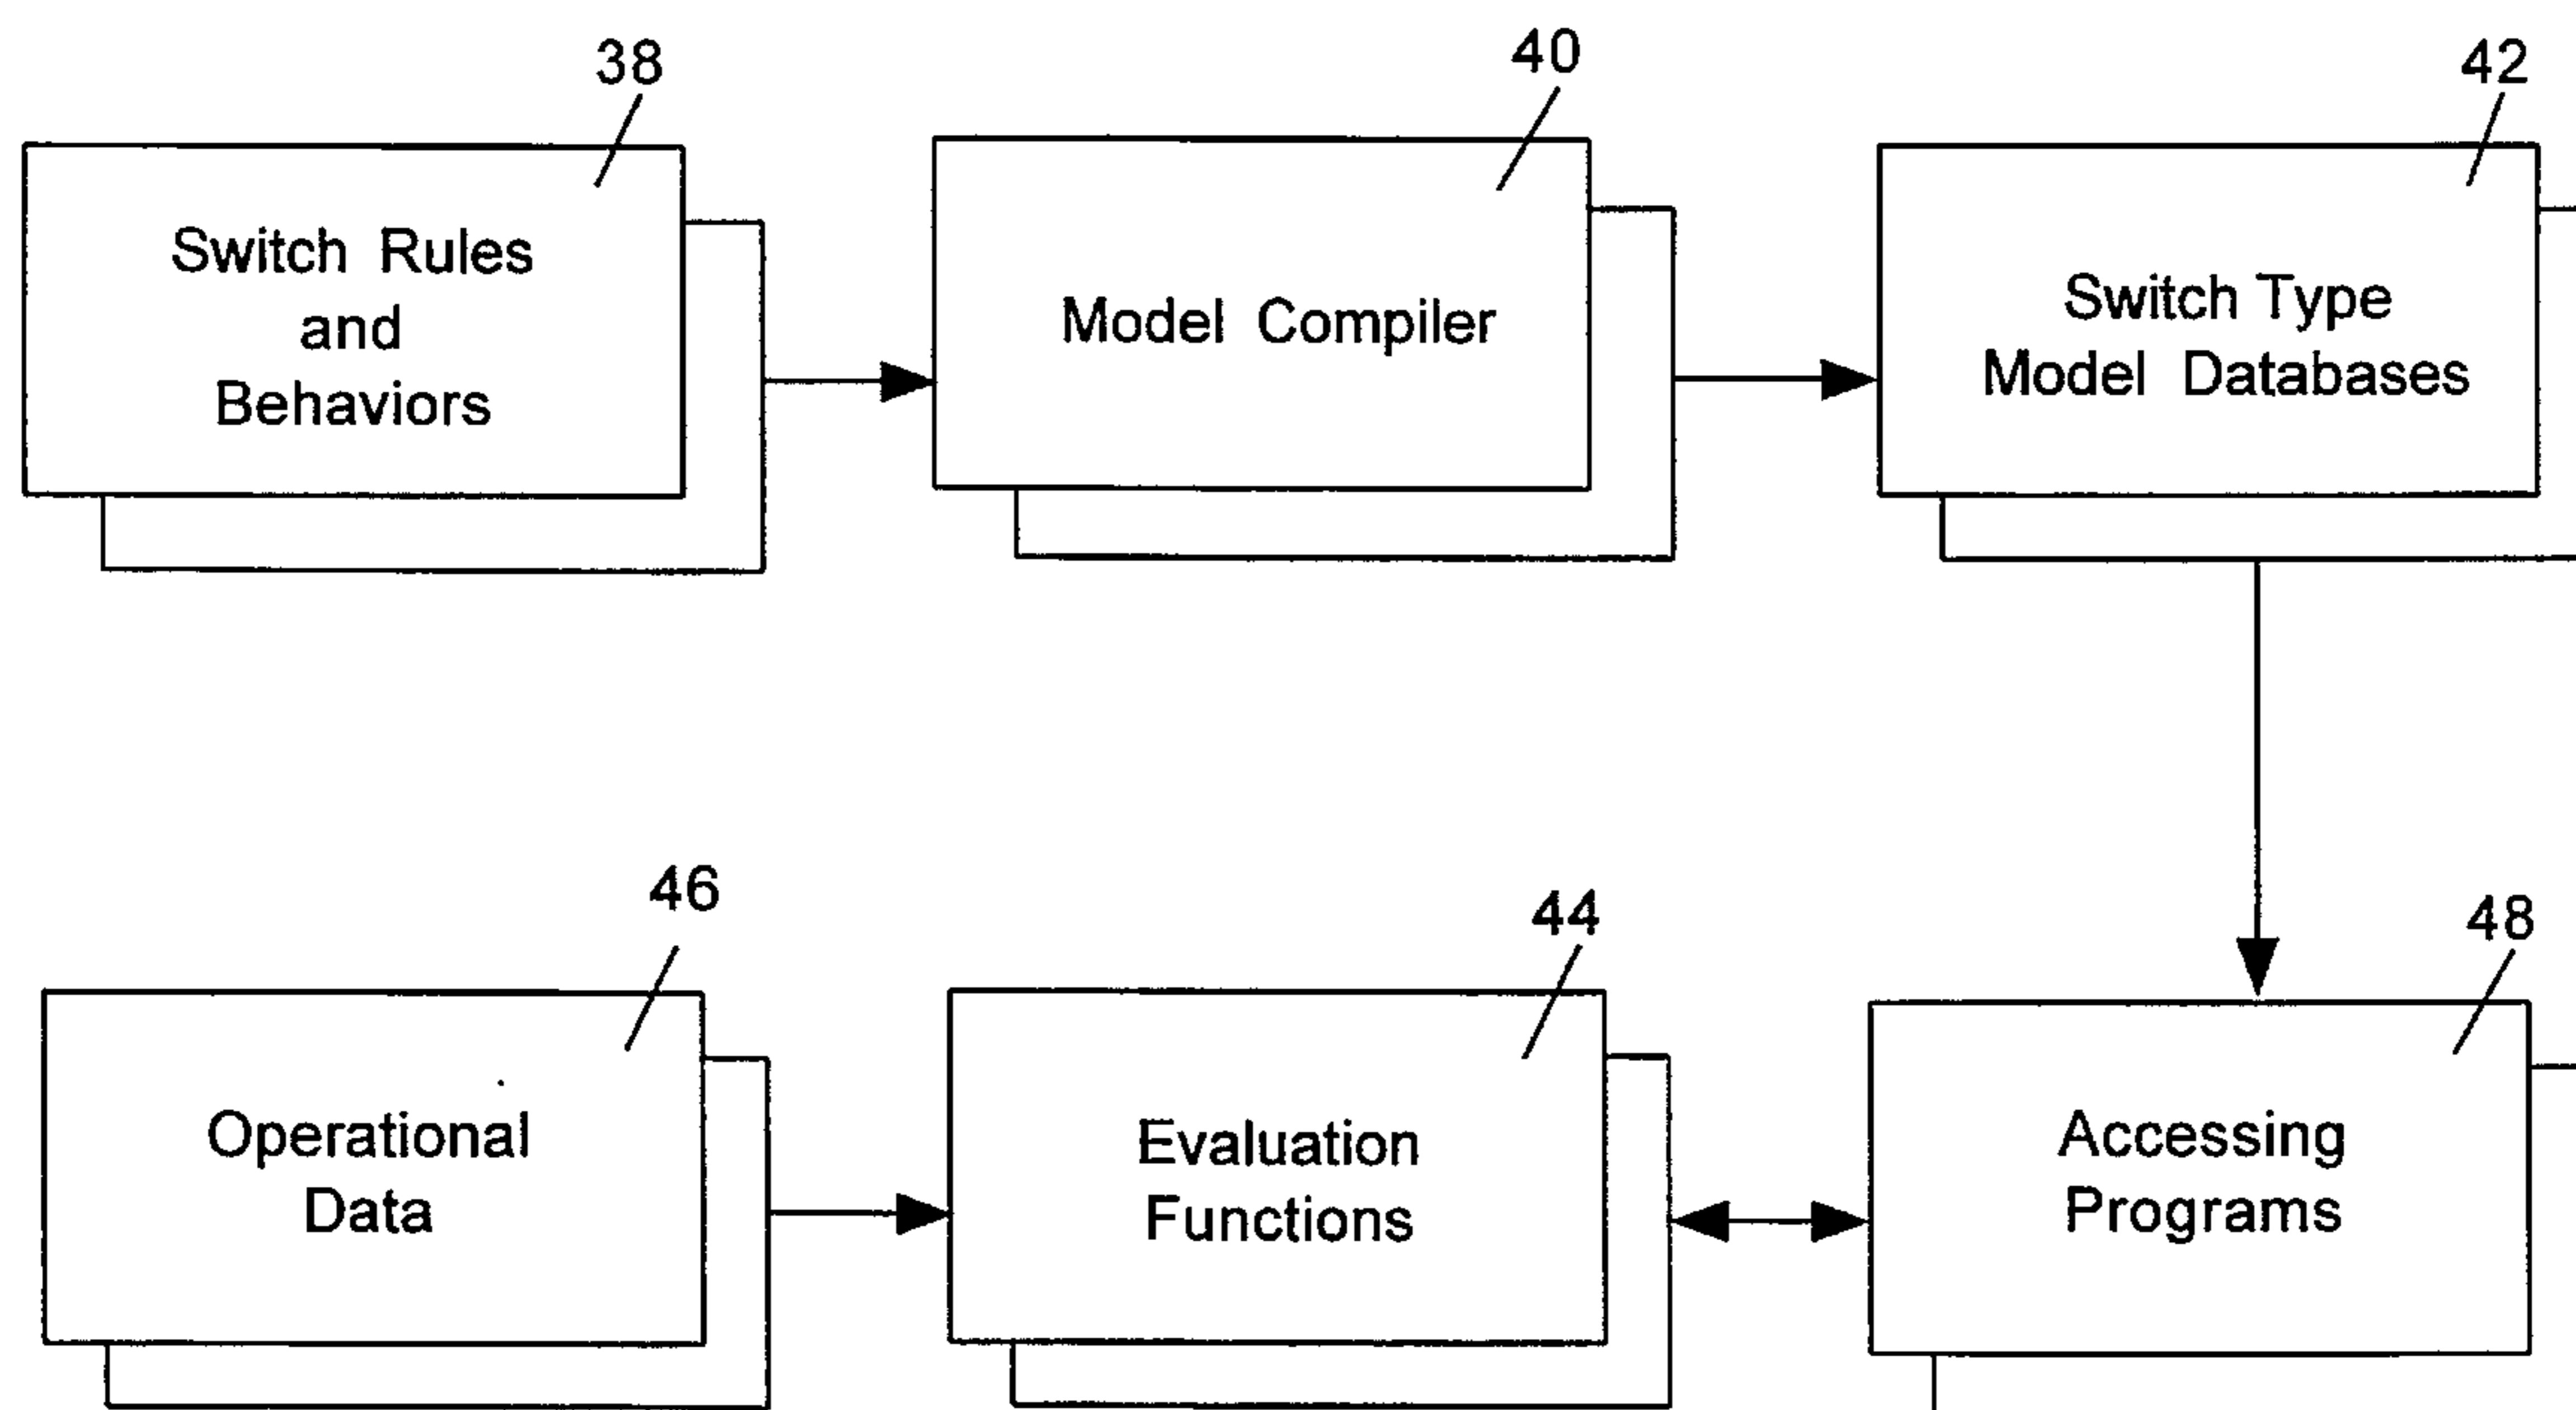 38
Switch Rules
and
Behaviors
40
Model Compiler
42
Switch Type
Model Databases
46
Operational
Data
44
Evaluation
Functions
48
Accessing
Programs